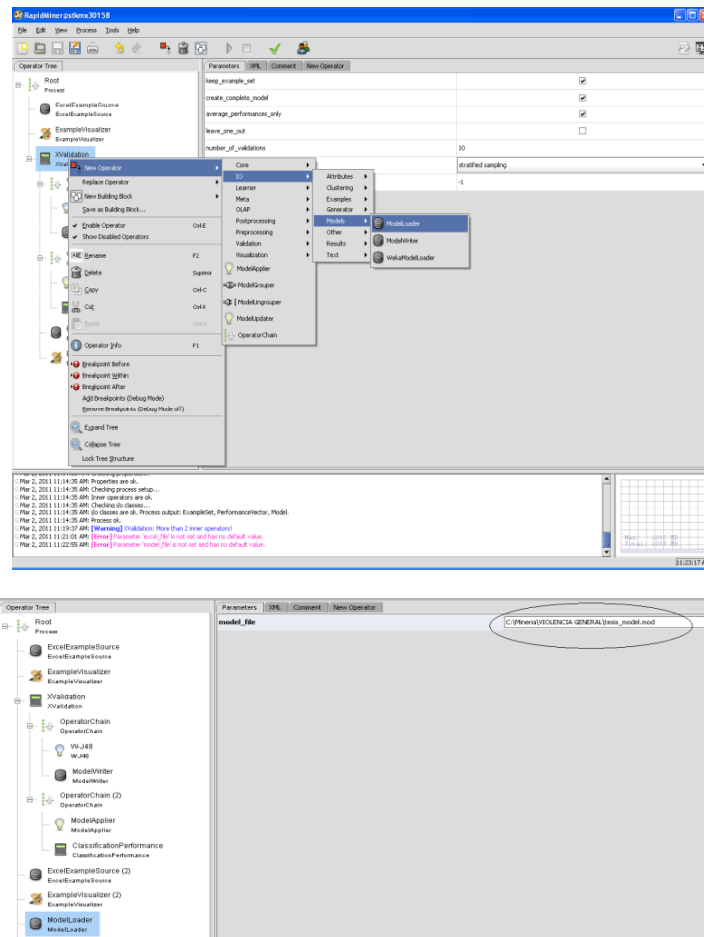 RapidMiner@stkmx30158
File Edit View Process Tools Help
Operator Tree
Parameters XML Comment New Operator
Root
Process
ExcelExampleSource
ExcelExampleSource
ExampleVisualizer
ExampleVisualizer
XValidation
keep_example_set
create_complete_model
average_performances_only
leave_one_out
number_of_validations 10
stratified sampling
-1
New Operator
Replace Operator
New Building Block
Save as Building Block...
Enable Operator Ctrl-E
Show Disabled Operators
Rename F2
Delete Suprimir
Copy Ctrl-C
Cut Ctrl-X
Paste Ctrl-V
Operator Info F1
Breakpoint Before
Breakpoint Within
Breakpoint After
Add Breakpoints (Debug Mode)
Remove Breakpoints (Debug Mode off)
Expand Tree
Collapse Tree
Lock Tree Structure
Core
IO
Learner
Meta
OLAP
Postprocessing
Preprocessing
Validation
Visualization
ModelApplier
ModelGrouper
ModelUngrouper
ModelUpdater
OperatorChain
Attributes
Clustering
Examples
Generator
Models
Other
Results
Text
ModelLoader
ModelWriter
WekaModelLoader
Mar 2, 2011 11:14:35 AM: Properties are ok.
Mar 2, 2011 11:14:35 AM: Checking process setup...
Mar 2, 2011 11:14:35 AM: Inner operators are ok.
Mar 2, 2011 11:14:35 AM: Checking i/o classes...
Mar 2, 2011 11:14:35 AM: i/o classes are ok. Process output: ExampleSet, PerformanceVector, Model.
Mar 2, 2011 11:14:35 AM: Process ok.
Mar 2, 2011 11:19:37 AM: [Warning] XValidation: More than 2 inner operators!
Mar 2, 2011 11:21:01 AM: [Error] Parameter 'excel_file' is not set and has no default value.
Mar 2, 2011 11:22:55 AM: [Error] Parameter 'model_file' is not set and has no default value.
11:23:17 A
Operator Tree
Parameters XML Comment New Operator
Root
Process
ExcelExampleSource
ExcelExampleSource
ExampleVisualizer
ExampleVisualizer
XValidation
XValidation
OperatorChain
OperatorChain
W-J48
W-J48
ModelWriter
ModelWriter
OperatorChain (2)
OperatorChain
ModelApplier
ModelApplier
ClassificationPerformance
ClassificationPerformance
ExcelExampleSource (2)
ExcelExampleSource
ExampleVisualizer (2)
ExampleVisualizer
ModelLoader
ModelLoader
model_file C:\Mineria\VIOLENCIA GENERAL\tesis_model.mod